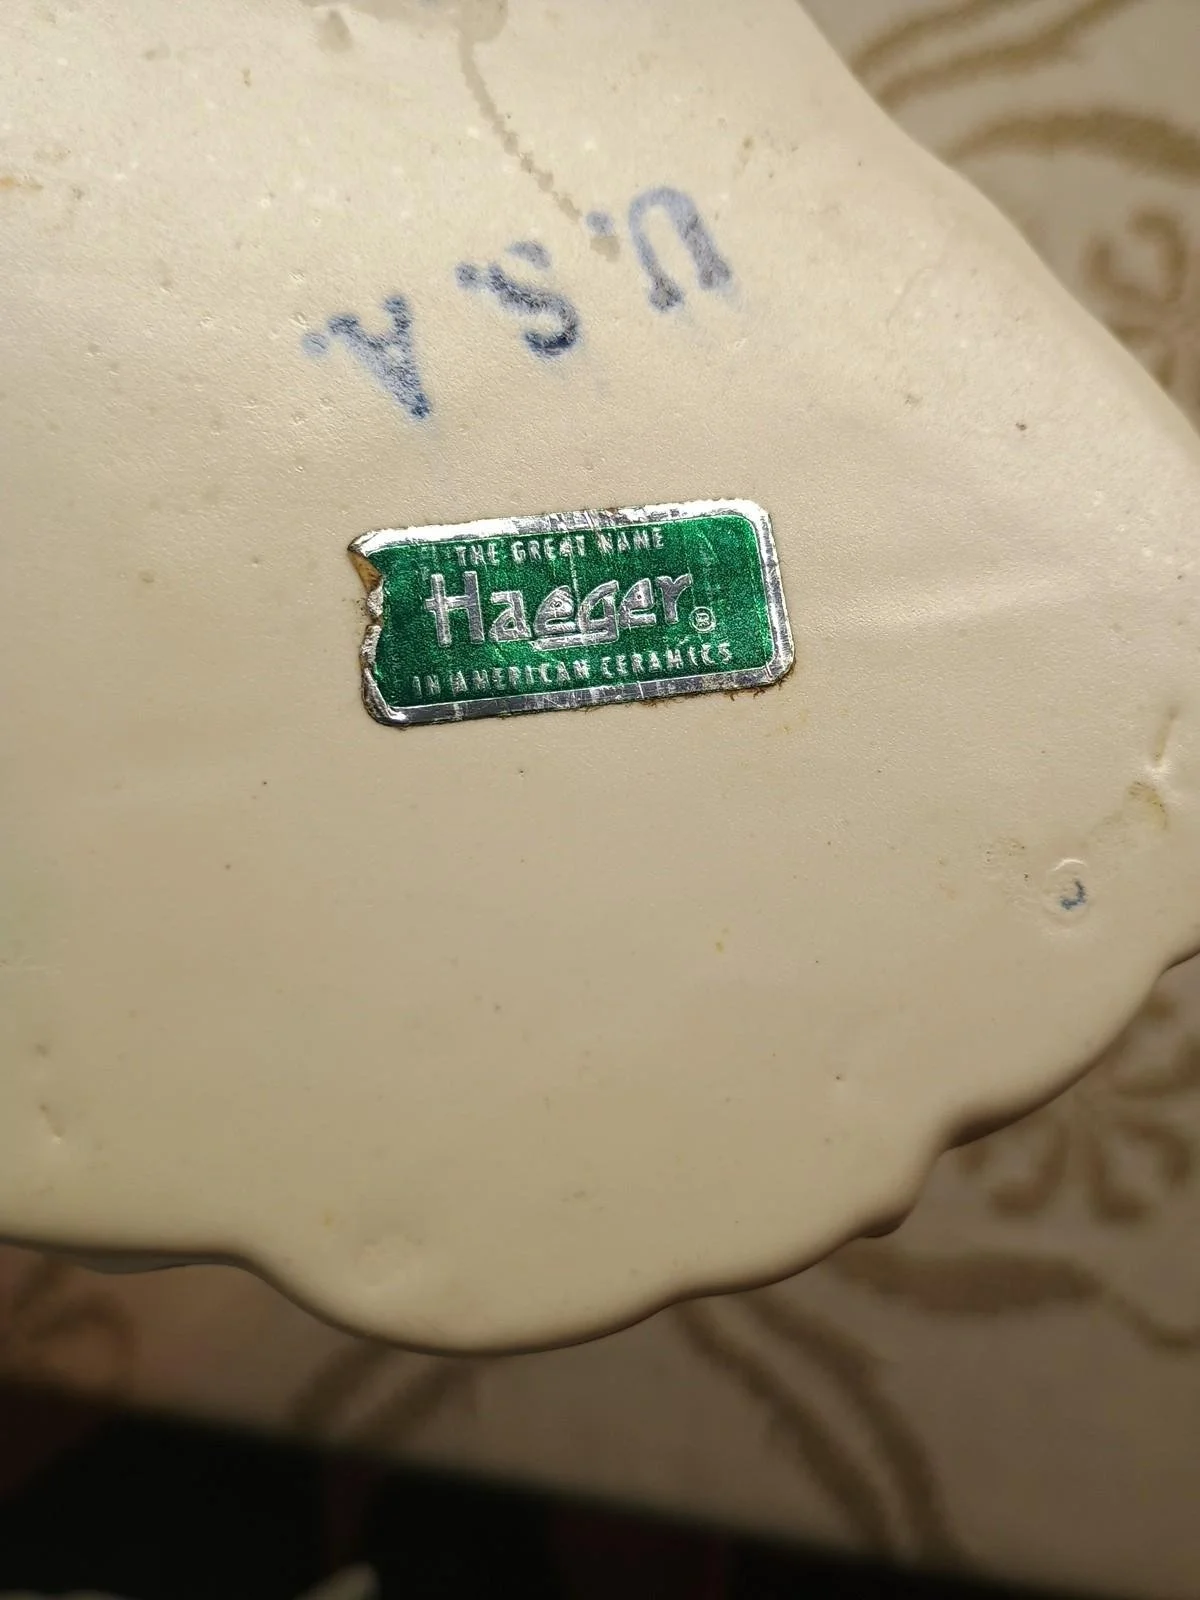 U.S.A.
THE GREAT NAME
Haeger®
IN AMERICAN CERAMICS